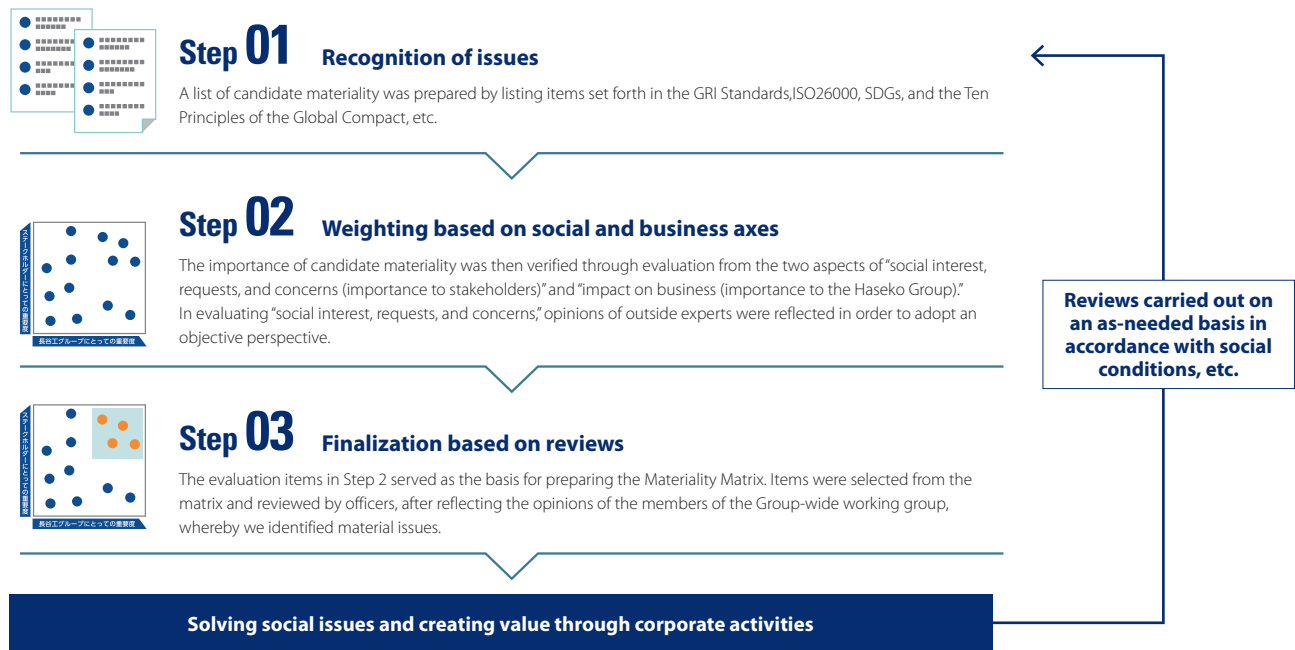 Step 01 Recognition of issues
A list of candidate materiality was prepared by listing items set forth in the GRI Standards,ISO26000, SDGs, and the Ten
Principles of the Global Compact, etc.
Step 02 Weighting based on social and business axes
ステークホルダーにとっての重要度
長谷工グループにとっての重要度
The importance of candidate materiality was then verified through evaluation from the two aspects of “social interest,
requests, and concerns (importance to stakeholders)” and “impact on business (importance to the Haseko Group).”
In evaluating “social interest, requests, and concerns,” opinions of outside experts were reflected in order to adopt an
objective perspective.
Step 03 Finalization based on reviews
ステークホルダーにとっての重要度
長谷工グループにとっての重要度
The evaluation items in Step 2 served as the basis for preparing the Materiality Matrix. Items were selected from the
matrix and reviewed by officers, after reflecting the opinions of the members of the Group-wide working group,
whereby we identified material issues.
Solving social issues and creating value through corporate activities
Reviews carried out on
an as-needed basis in
accordance with social
conditions, etc.